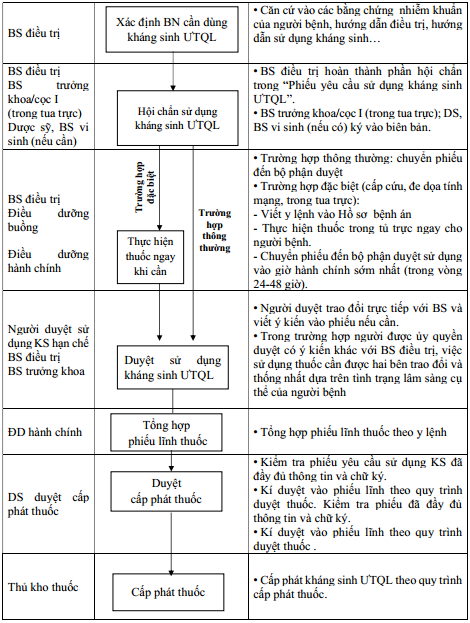 BS điều trị
Xác định BN cần dùng
kháng sinh ƯTQL
• Căn cứ vào các bằng chứng nhiễm khuẩn
của người bệnh, hướng dẫn điều trị, hướng
dẫn sử dụng kháng sinh…
BS điều trị
BS trưởng
khoa/cọc I
(trong tua trực)
Dược sỹ, BS vi
sinh (nếu cần)
Hội chẩn sử dụng
kháng sinh ƯTQL
• BS điều trị hoàn thành phần hội chẩn
trong “Phiếu yêu cầu sử dụng kháng sinh
ƯTQL”.
• BS trưởng khoa/cọc I (trong tua trực); DS,
BS vi sinh (nếu có) ký vào biên bản.
BS điều trị
Điều dưỡng
buồng
Điều dưỡng
hành chính
Trường hợp
đặc biệt
Trường
hợp
thông
thường
Thực hiện
thuốc ngay
khi cần
• Trường hợp thông thường: chuyển phiếu
đến bộ phận duyệt
• Trường hợp đặc biệt (cấp cứu, đe dọa tính
mạng, trong tua trực):
- Viết y lệnh vào Hồ sơ bệnh án
- Thực hiện thuốc trong tủ trực ngay cho
người bệnh.
- Chuyển phiếu đến bộ phận duyệt sử dụng
vào giờ hành chính sớm nhất (trong vòng
24-48 giờ).
Người duyệt sử
dụng KS hạn chế
BS điều trị
BS trưởng khoa
Duyệt sử dụng
kháng sinh ƯTQL
• Người duyệt trao đổi trực tiếp với BS và
viết ý kiến vào phiếu nếu cần.
• Trong trường hợp người được ủy quyền
duyệt có ý kiến khác với BS điều trị, việc
sử dụng thuốc cần được hai bên trao đổi và
thống nhất dựa trên tình trạng lâm sàng cụ
thể của người bệnh
ĐD hành chính
Tổng hợp
phiếu lĩnh thuốc
• Tổng hợp phiếu lĩnh thuốc theo y lệnh
DS duyệt cấp
phát thuốc
Duyệt
cấp phát thuốc
• Kiểm tra phiếu yêu cầu sử dụng KS đã
đầy đủ thông tin và chữ ký.
• Kí duyệt vào phiếu lĩnh theo quy trình
duyệt thuốc. Kiểm tra phiếu đã đầy đủ
thông tin và chữ ký.
• Kí duyệt vào phiếu lĩnh theo quy trình
duyệt thuốc .
Thủ kho thuốc
Cấp phát thuốc
• Cấp phát kháng sinh ƯTQL theo quy trình
cấp phát thuốc.